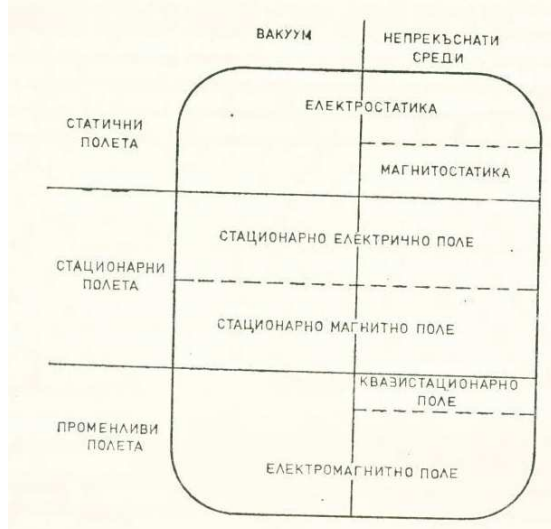 ВАКУУМ
НЕПРЕКЪСНАТИ
СРЕДИ
СТАТИЧНИ
ПОЛЕТА
ЕЛЕКТРОСТАТИКА
МАГНИТОСТАТИКА
СТАЦИОНАРНИ
ПОЛЕТА
СТАЦИОНАРНО ЕЛЕКТРИЧНО ПОЛЕ
СТАЦИОНАРНО МАГНИТНО ПОЛЕ
ПРОМЕНЛИВИ
ПОЛЕТА
КВАЗИСТАЦИОНАРНО
ПОЛЕ
ЕЛЕКТРОМАГНИТНО ПОЛЕ